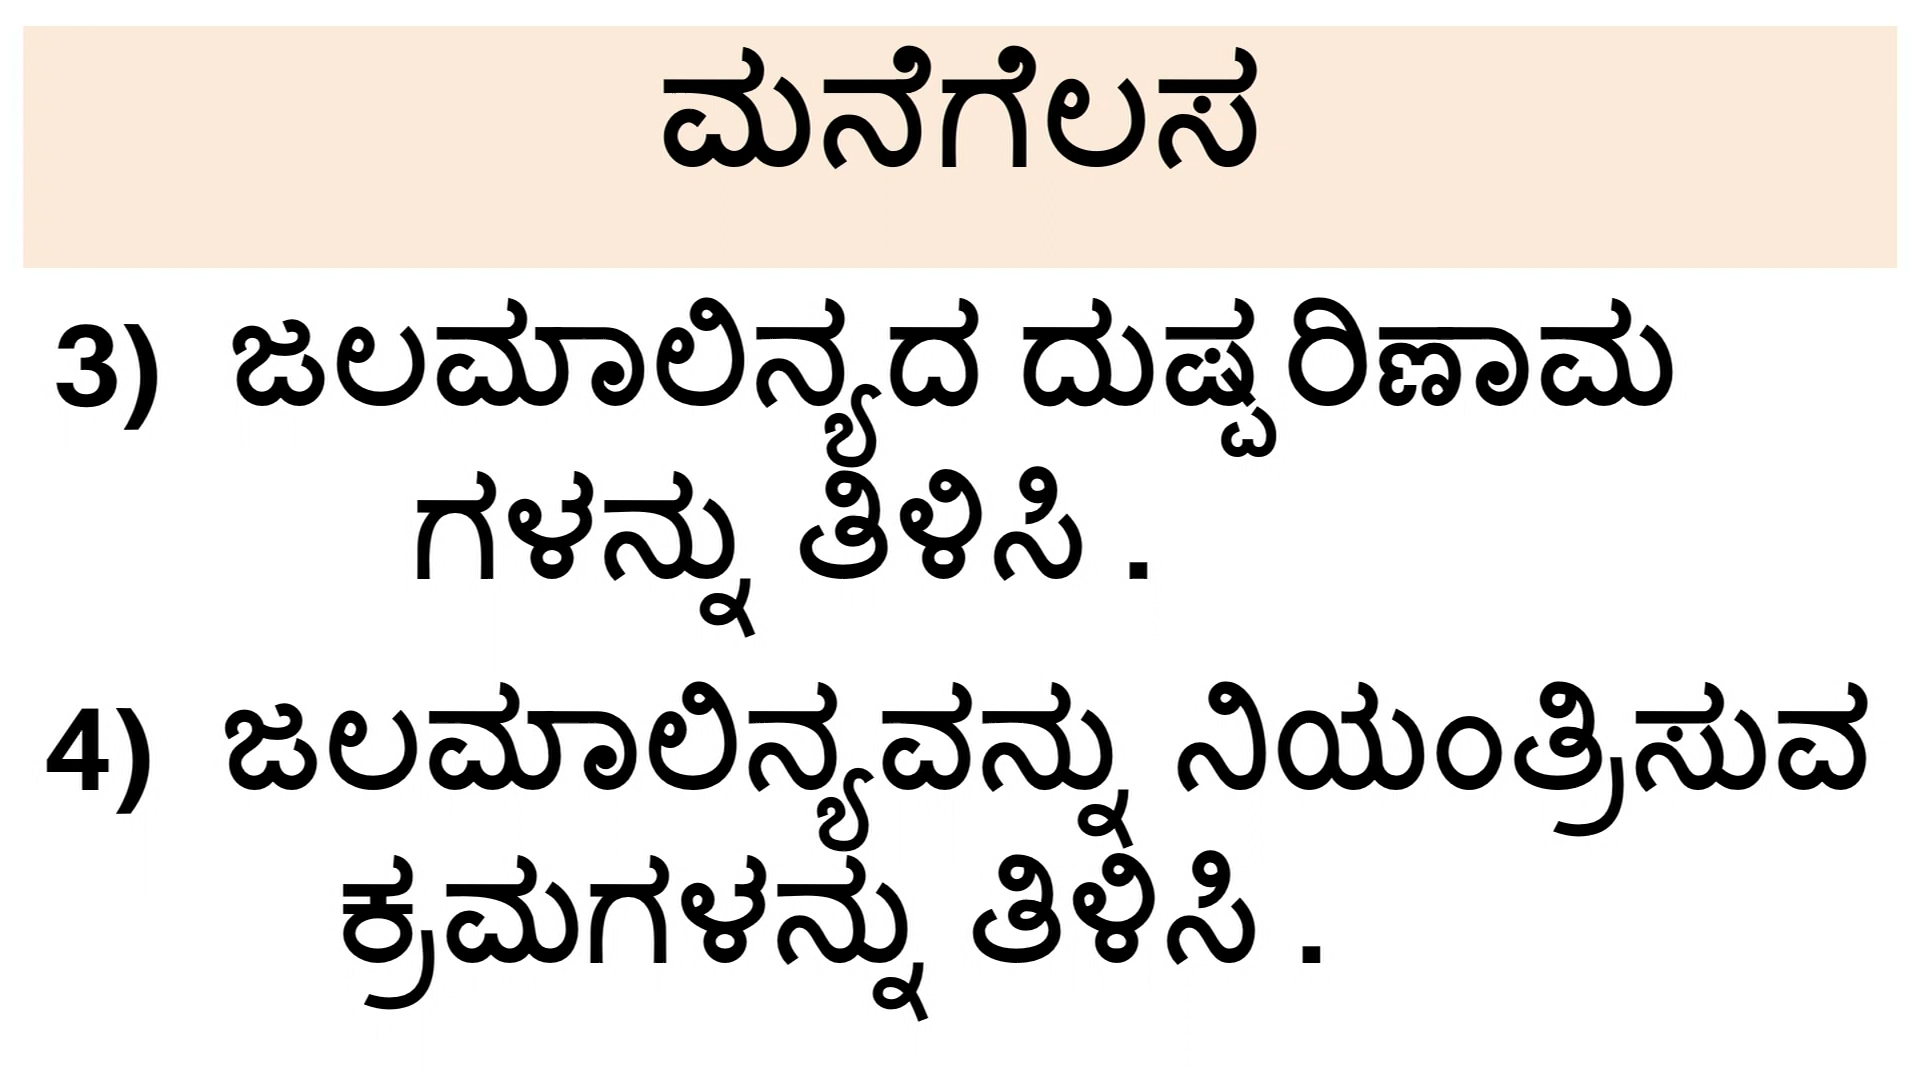 ಮನೆಗೆಲಸ
3) ಜಲಮಾಲಿನ್ಯದ ದುಷ್ಪರಿಣಾಮ
ಗಳನ್ನು ತಿಳಿಸಿ .
4) ಜಲಮಾಲಿನ್ಯವನ್ನು ನಿಯಂತ್ರಿಸುವ
ಕ್ರಮಗಳನ್ನು ತಿಳಿಸಿ .